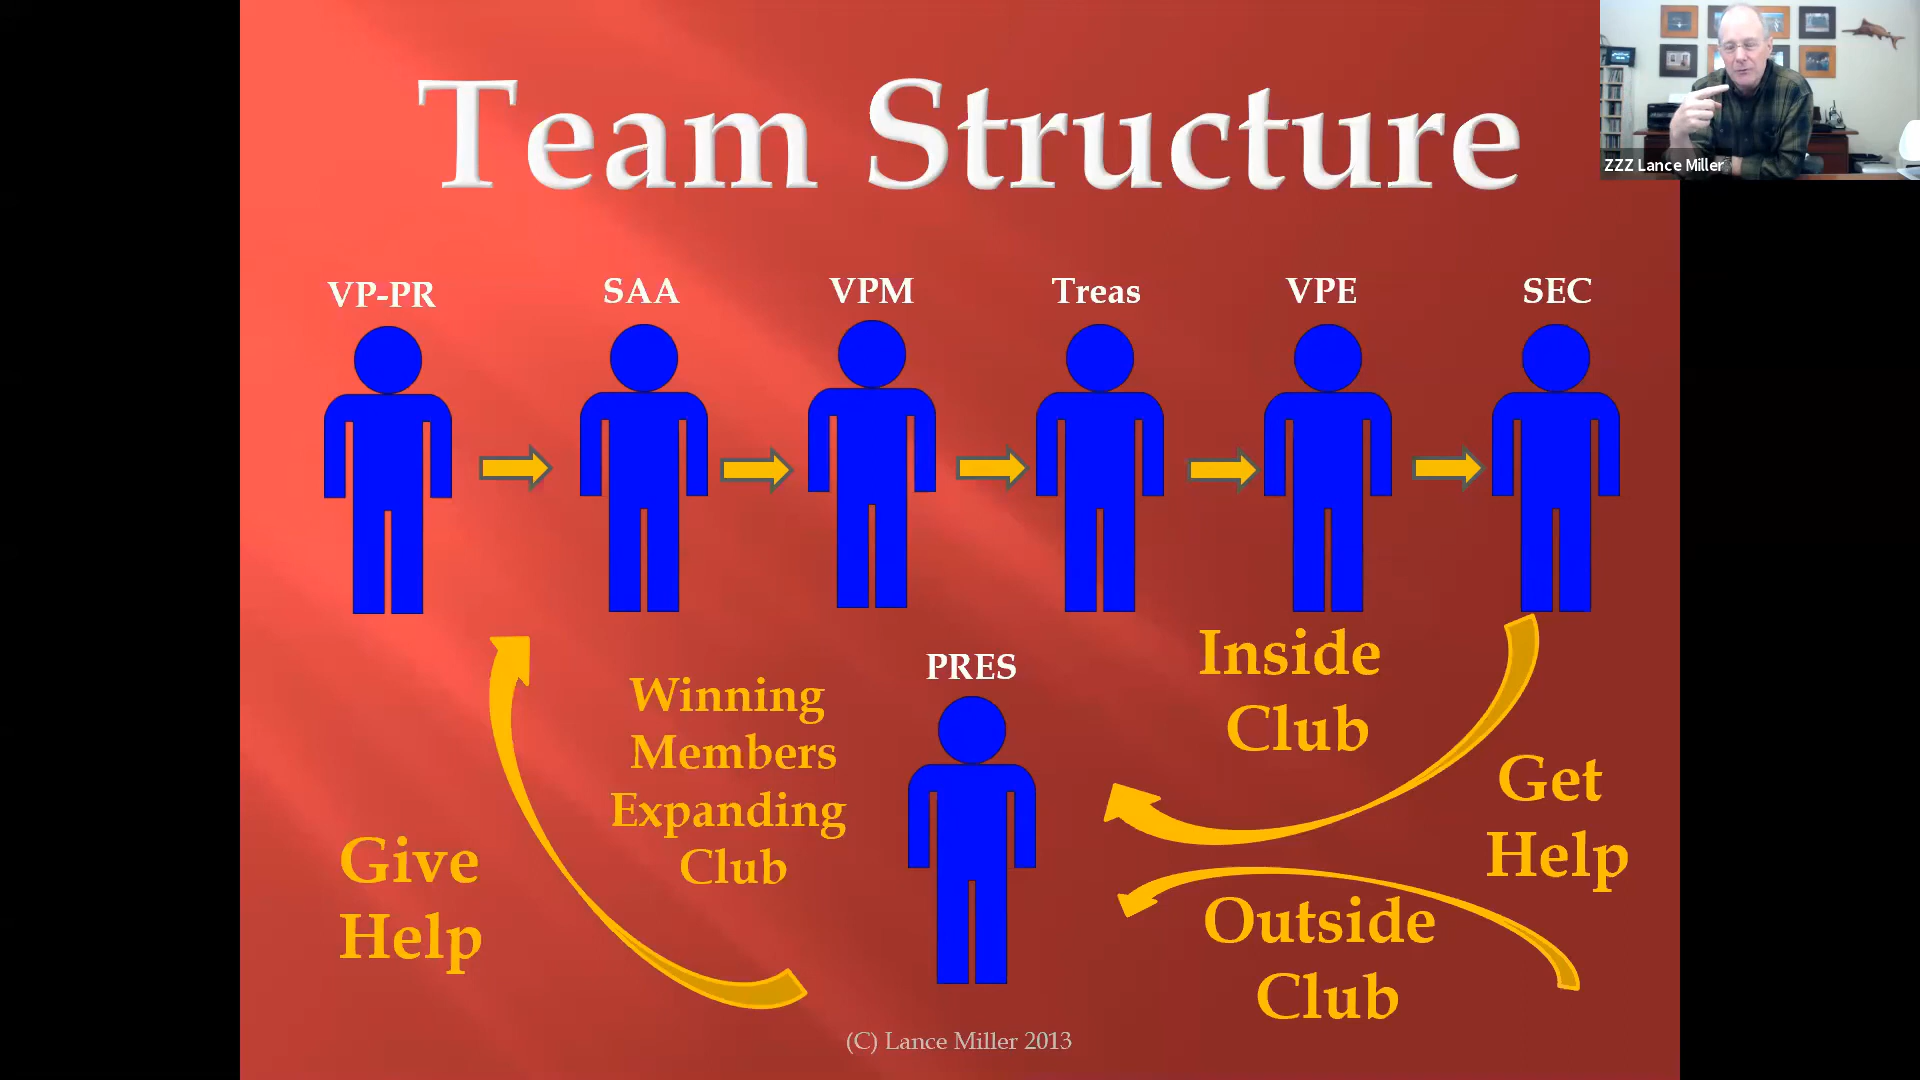 Team Structure
ZZZ Lance Miller
VP-PR SAA VPM Treas VPE SEC
PRES
Winning
Members
Expanding
Club
Inside
Club
Get
Help
Give
Help
Outside
Club
(C) Lance Miller 2013